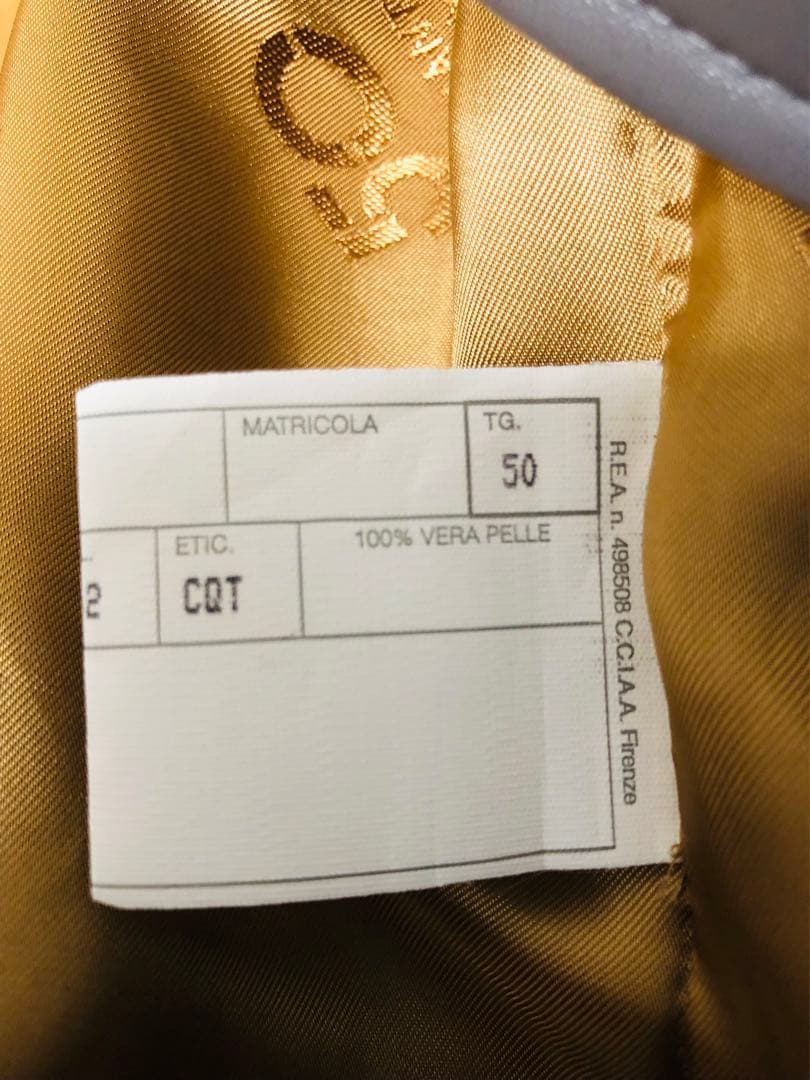 MATRICOLA
TG.
50
2
ETIC.
CQT
100% VERA PELLE
R.E.A. n. 498508 C.C.I.A.A. Firenze